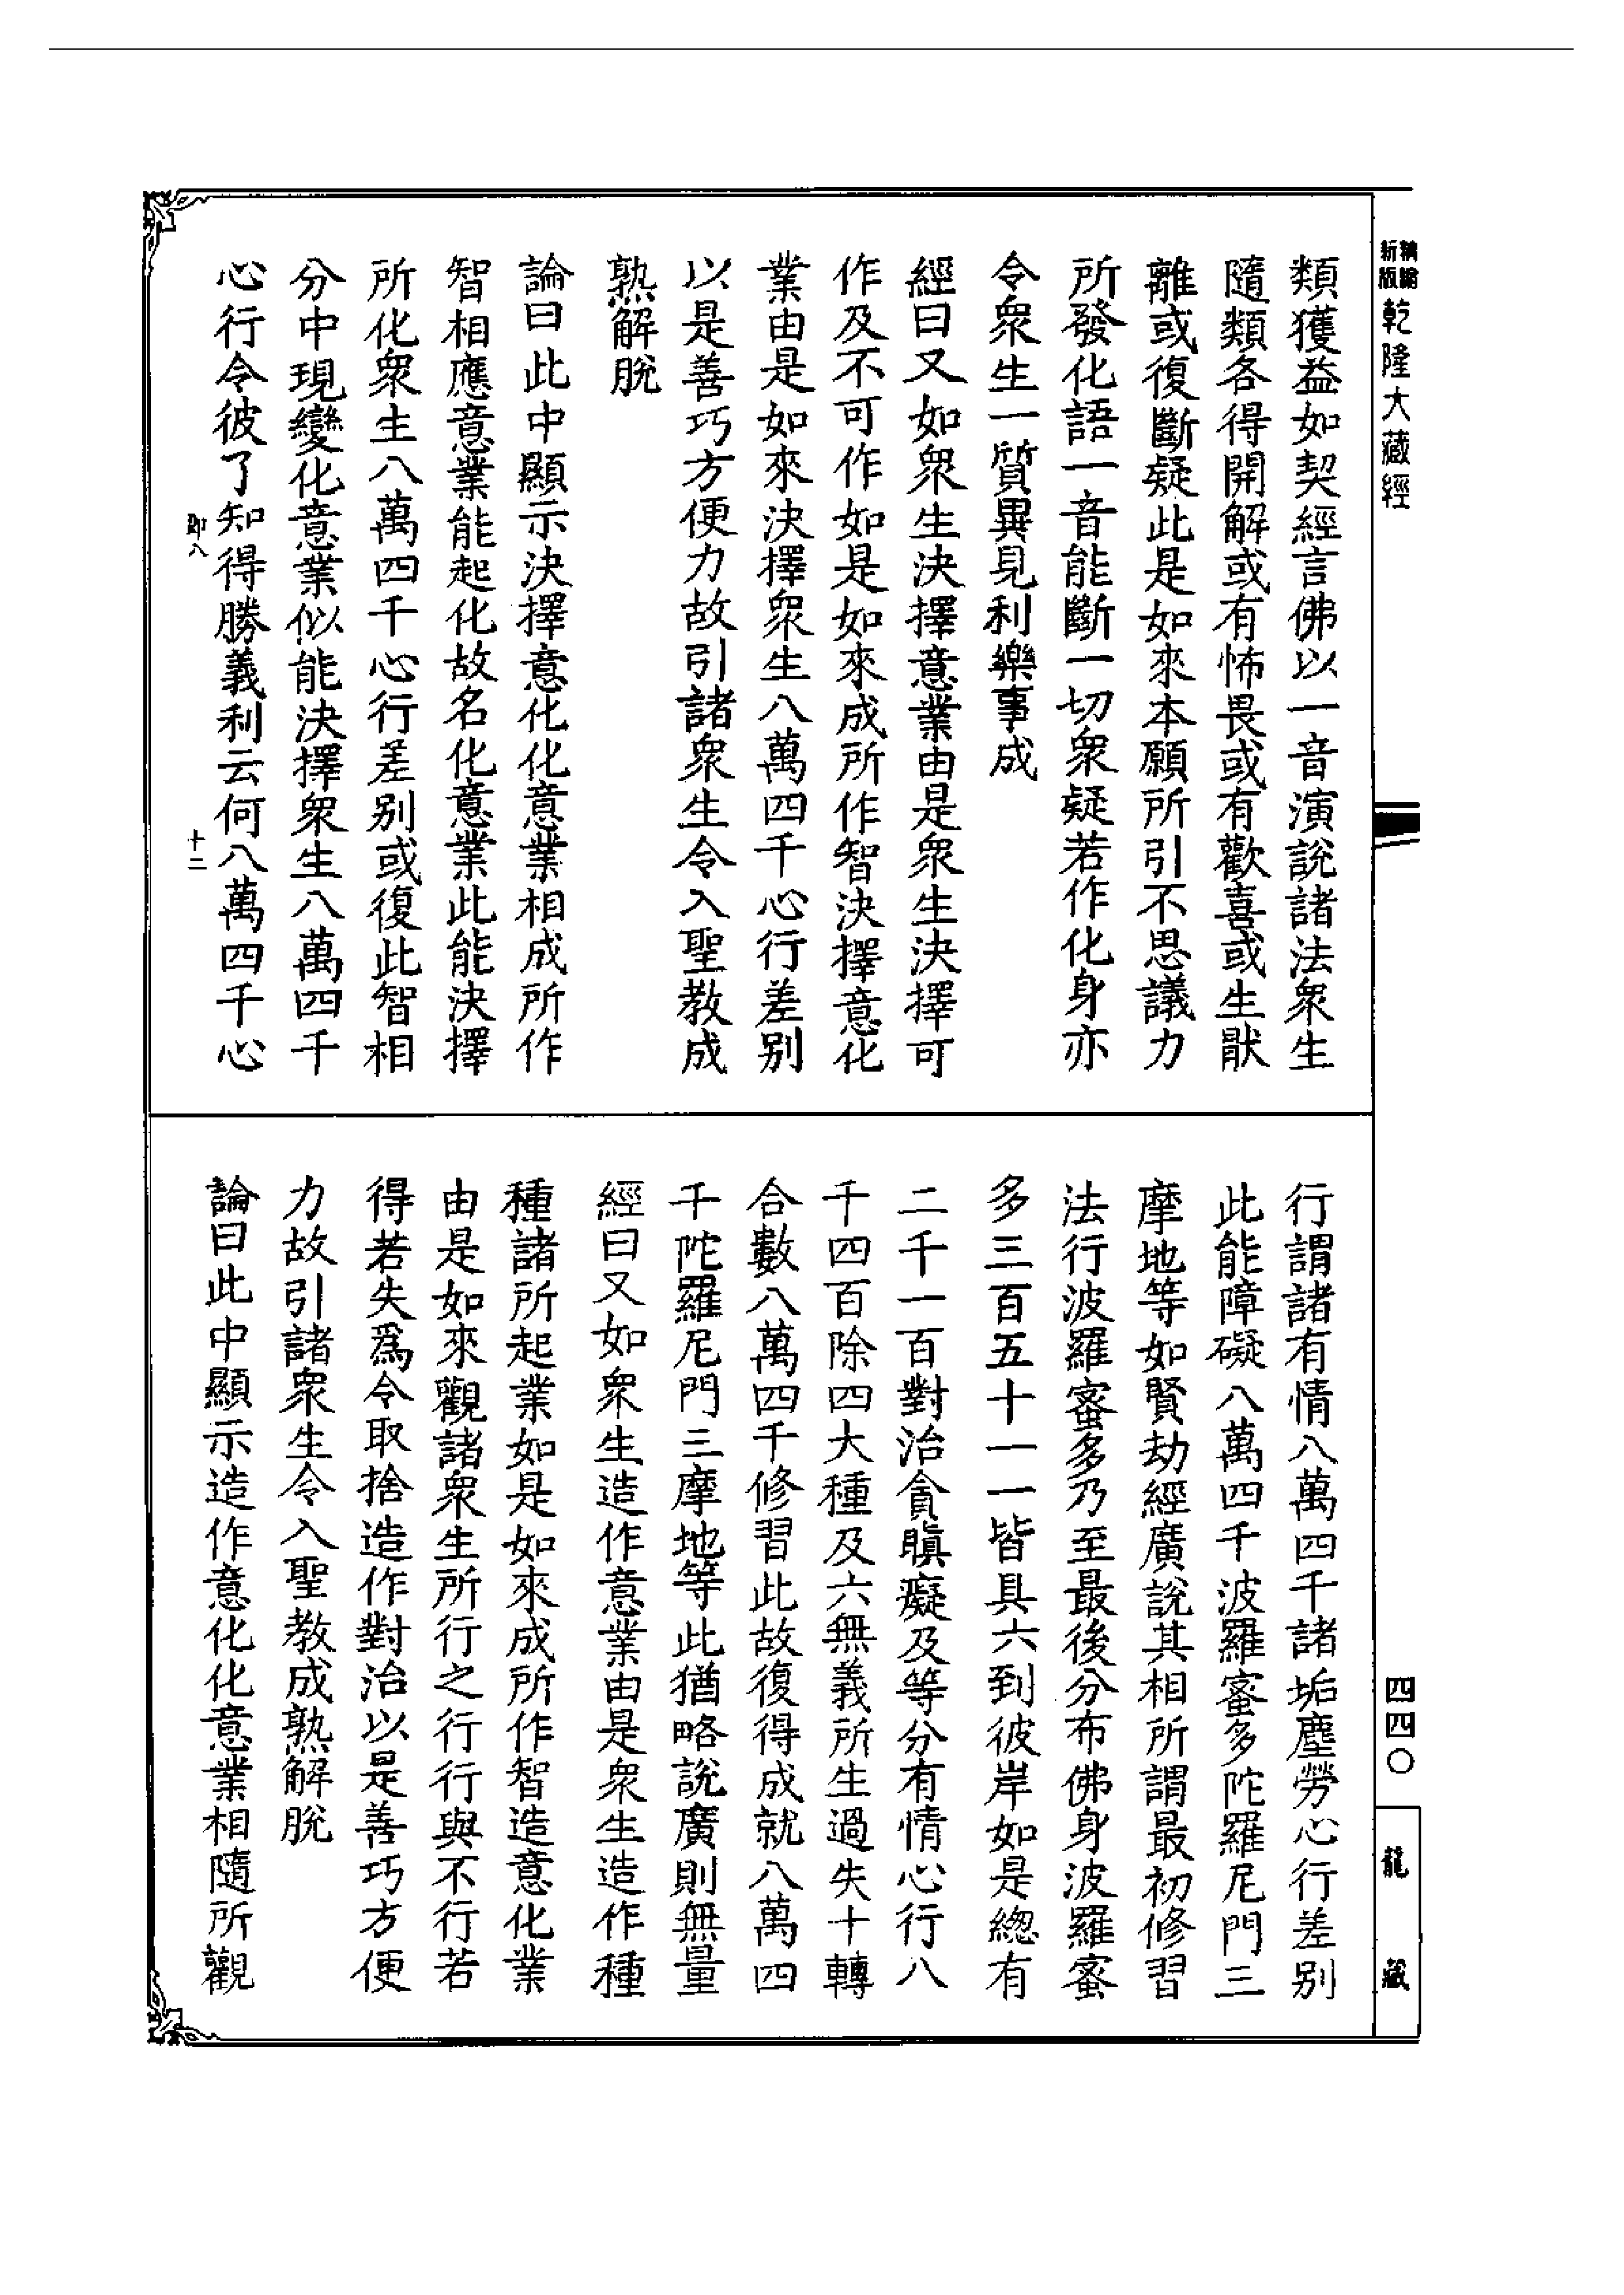 新編
新版
乾隆大藏經
類獲益如契經言佛以一音演說諸法衆生
隨類各得開解或有怖畏或有歡喜或生猒
離或復斷疑此是如來本願所引不思議力
所發化語一音能斷一切衆疑若作化身亦
令衆生一質異見利樂事成
經曰又如衆生決擇意業由是衆生決擇可
作及不可作如是如來成所作智決擇意化
業由是如來決擇衆生八萬四千心行差別
以是善巧方便力故引諸衆生令入聖教成
熟解脫
論曰此中顯示決擇意化化意業相成所作
智相應意業能起化故名化意業此能決擇
所化衆生八萬四千心行差別或復此智相
分中現變化意業似能決擇衆生八萬四千
心行令彼了知得勝義利云何八萬四千心
即八
十二
行謂諸有情八萬四千諸垢塵勞心行差別
此能障礙八萬四千波羅蜜多陀羅尼門三
摩地等如賢劫經廣說其相所謂最初修習
法行波羅蜜多乃至最後分布佛身波羅蜜
多三百五十一一皆具六到彼岸如是總有
二千一百對治貪瞋癡及等分有情心行八
千四百除四大種及六無義所生過失十轉
合數八萬四千修習此故復得成就八萬四
千陀羅尼門三摩地等此猶略說廣則無量
經曰又如衆生造作意業由是衆生造作種
種諸所起業如是如來成所作智造意化業
由是如來觀諸衆生所行之行行與不行若
得若失爲令取捨造作對治以是善巧方便
力故引諸衆生令入聖教成熟解脫
論曰此中顯示造作意化化意業相隨所觀
四四〇
龍藏